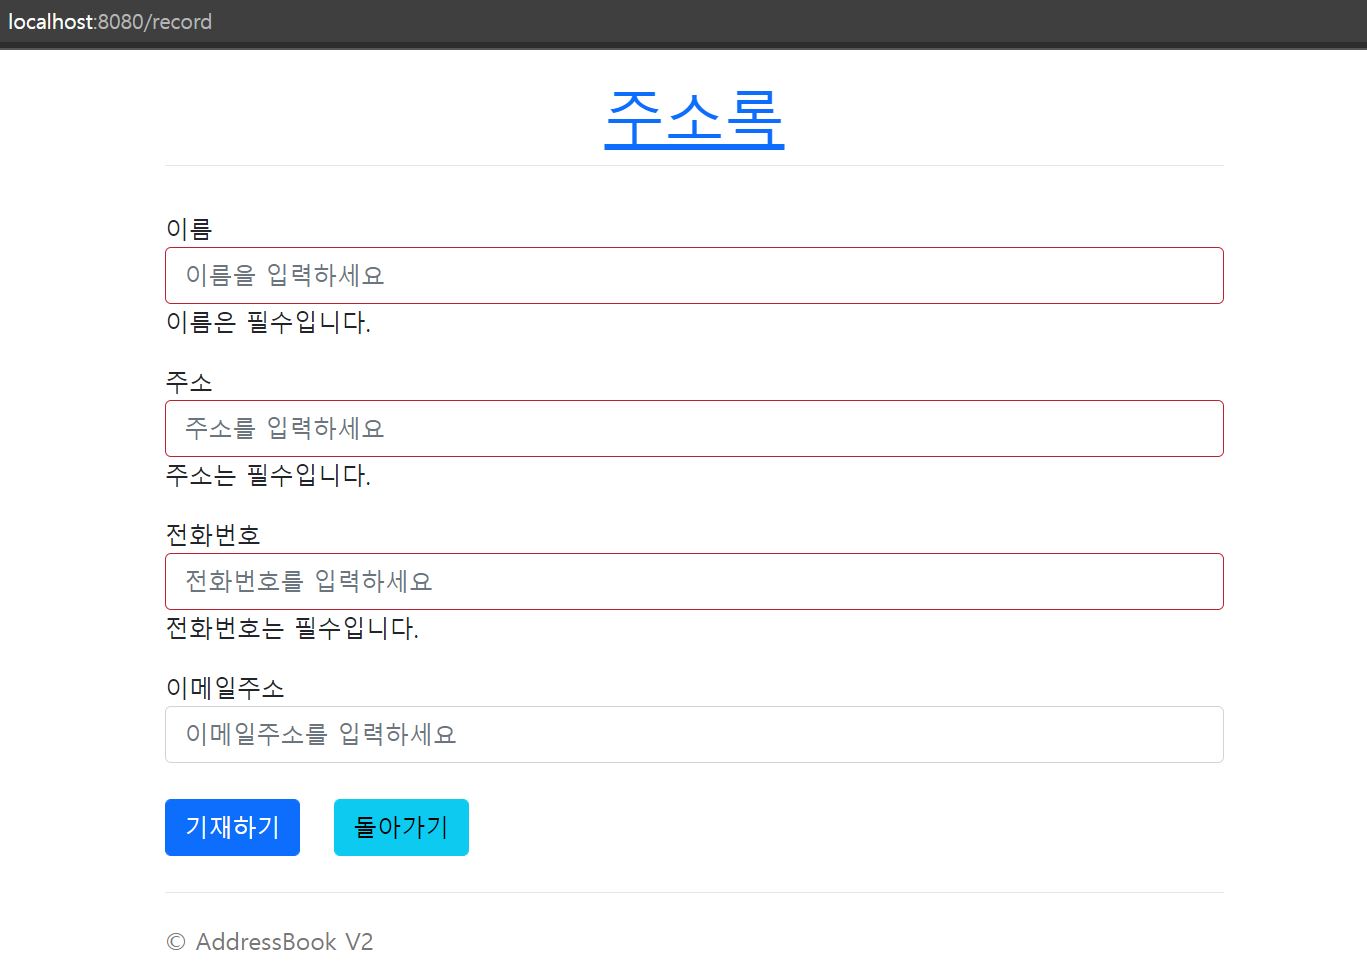 localhost:8080/record
주소록
이름
이름을 입력하세요
이름은 필수입니다.
주소
주소를 입력하세요
주소는 필수입니다.
전화번호
전화번호를 입력하세요
전화번호는 필수입니다.
이메일주소
이메일주소를 입력하세요
기재하기 돌아가기
© AddressBook V2